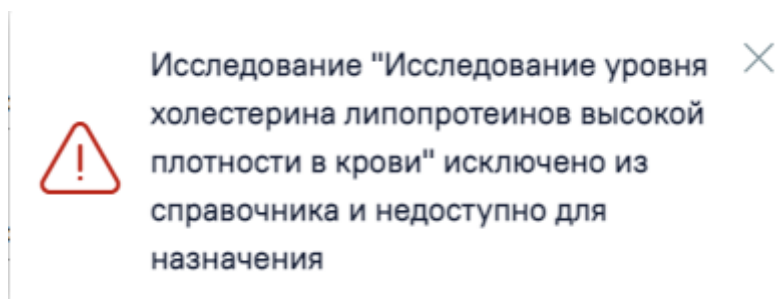 Исследование "Исследование уровня
холестерина липопротеинов высокой
плотности в крови" исключено из
справочника и недоступно для
назначения